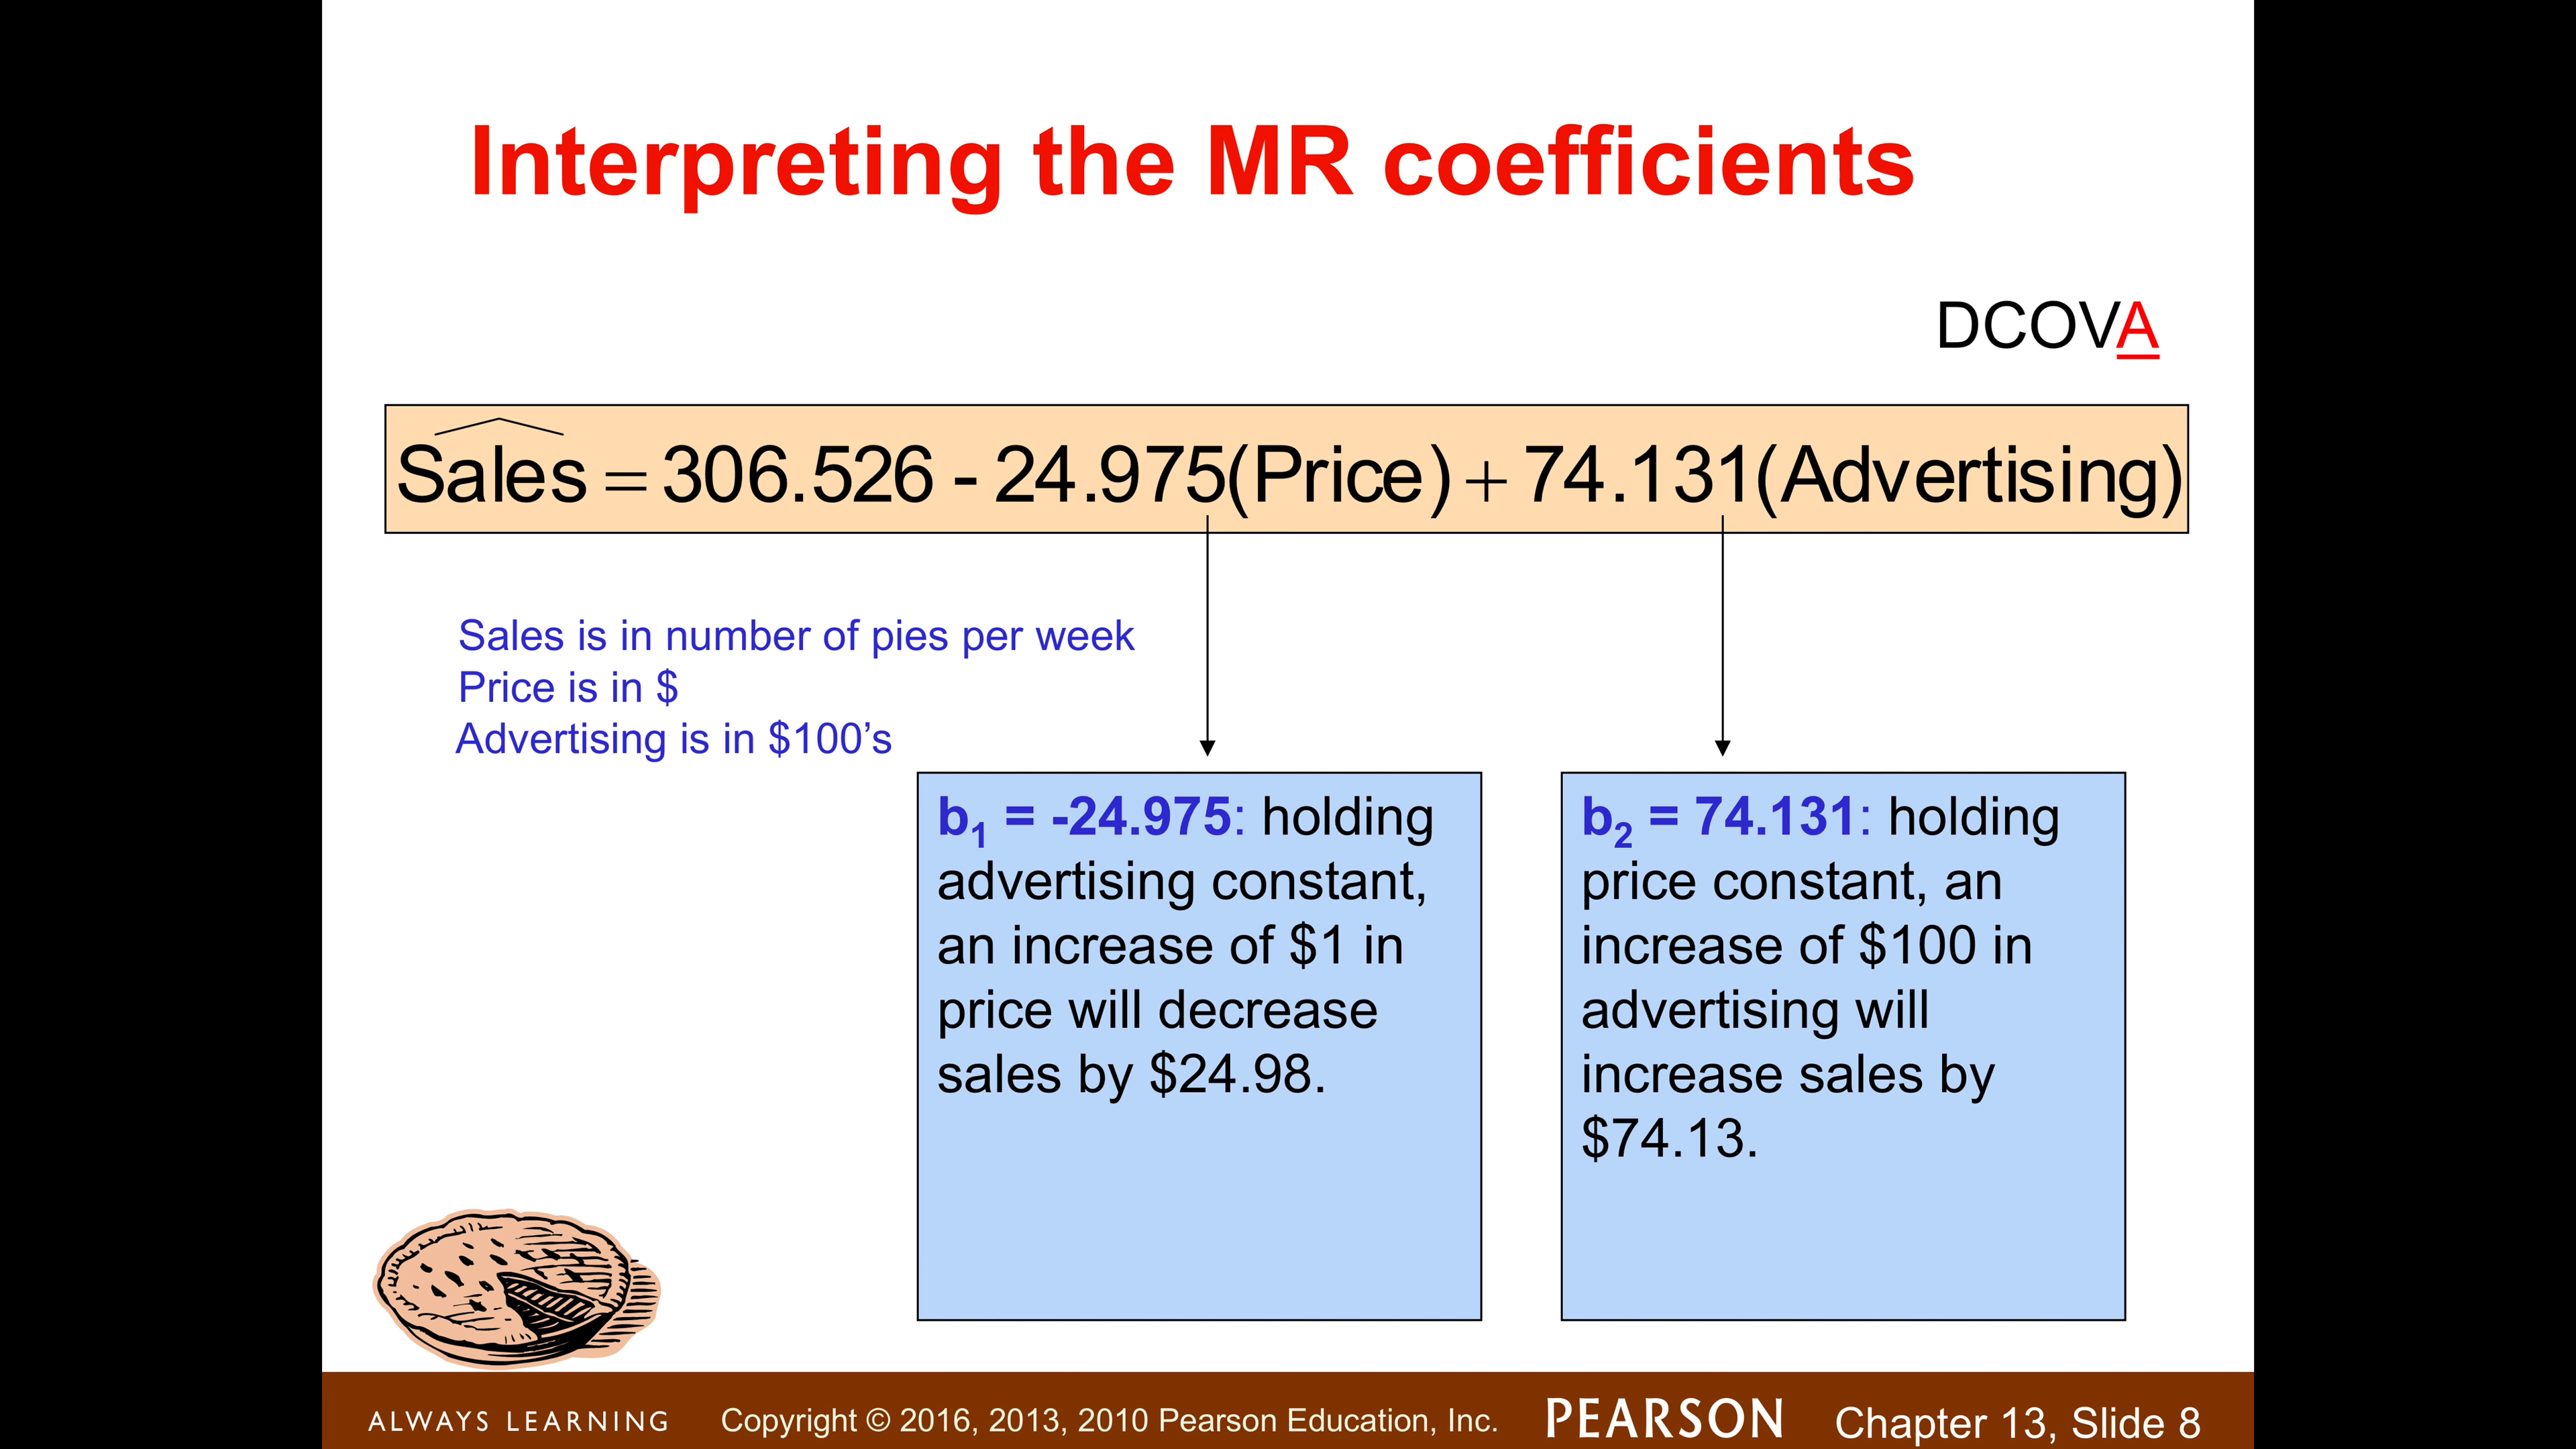 Interpreting the MR coefficients
DCOVA
Sales = 306.526 - 24.975(Price) + 74.131(Advertising)
Sales is in number of pies per week
Price is in $
Advertising is in $100’s
b1 = -24.975: holding
advertising constant,
an increase of $1 in
price will decrease
sales by $24.98.
b2 = 74.131: holding
price constant, an
increase of $100 in
advertising will
increase sales by
$74.13.
ALWAYS LEARNING
Copyright © 2016, 2013, 2010 Pearson Education, Inc.
PEARSON
Chapter 13, Slide 8